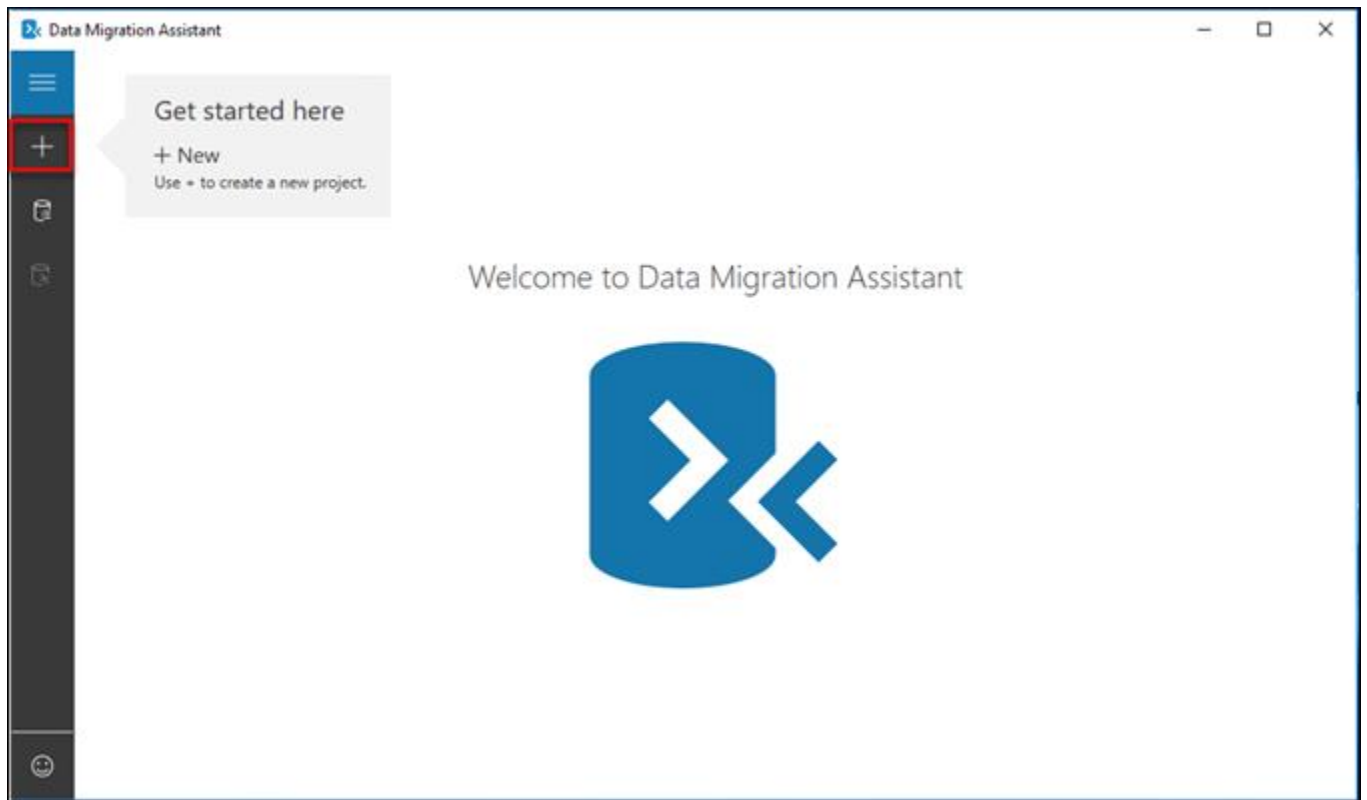 Data Migration Assistant
Get started here
+ New
Use + to create a new project.
Welcome to Data Migration Assistant